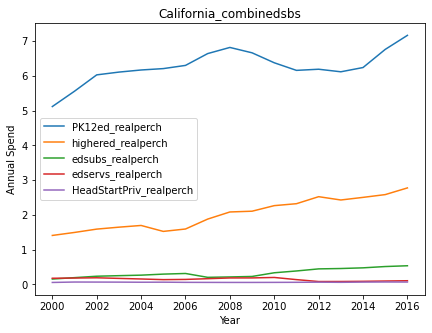 California_combinedsbs
7
6
5
4
3
2
1
0
Annual Spend
PK12ed_realperch
highered_realperch
edsubs_realperch
edservs_realperch
HeadStartPriv_realperch
2000 2002 2004 2006 2008 2010 2012 2014 2016
Year